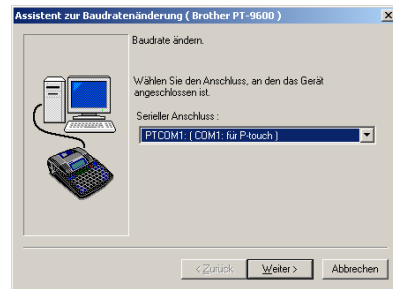 Assistent zur Baudratenänderung ( Brother PT-9600 )
Baudrate ändern.
Wählen Sie den Anschluss, an den das Gerät
angeschlossen ist.
Serieller Anschluss :
PTCOM1: ( COM1: für P-touch )
< Zurück
Weiter >
Abbrechen